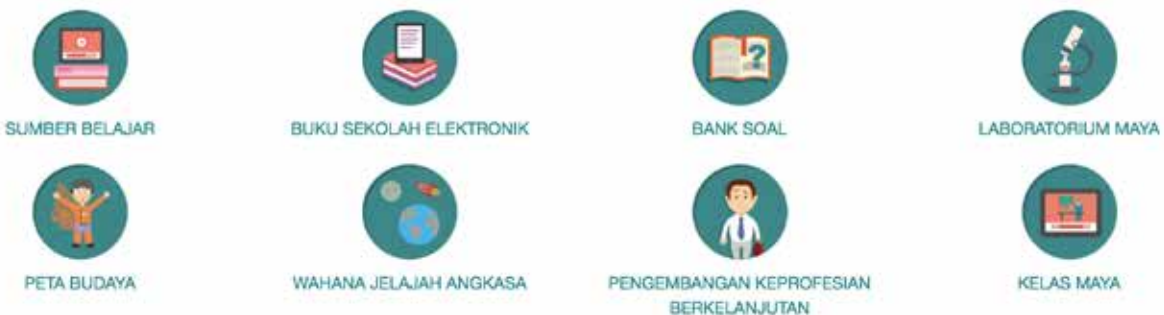 SUMBER BELAJAR
BUKU SEKOLAH ELEKTRONIK
BANK SOAL
LABORATORIUM MAYA
PETA BUDAYA
WAHANA JELAJAH ANGKASA
PENGEMBANGAN KEPROFESIAN
BERKELANJUTAN
KELAS MAYA